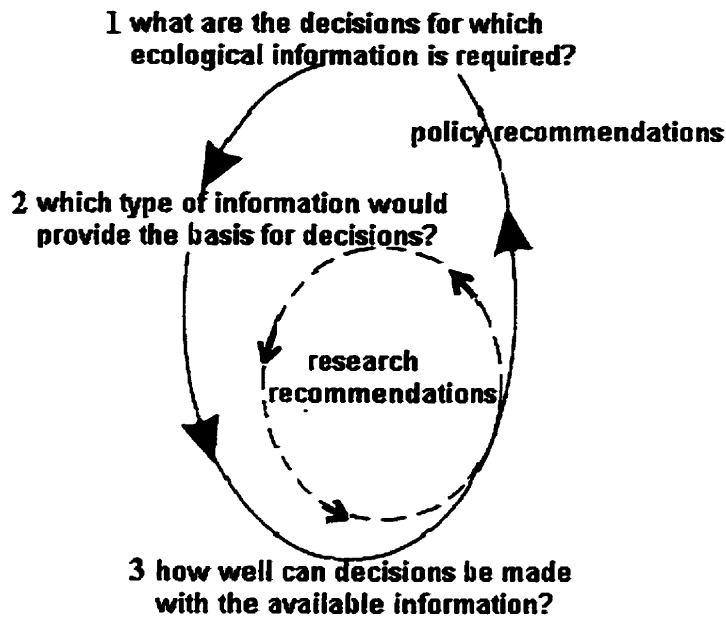 1 what are the decisions for which
ecological information is required?
policy recommendations
2 which type of information would
provide the basis for decisions?
research
recommendations
3 how well can decisions be made
with the available information?